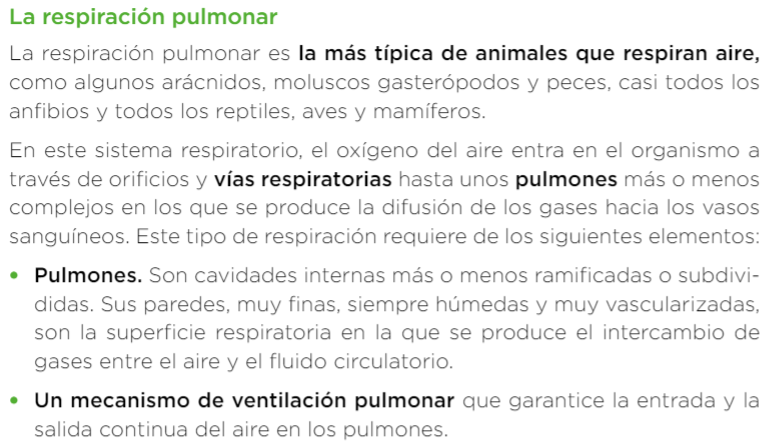 La respiración pulmonar
La respiración pulmonar es la más típica de animales que respiran aire,
como algunos arácnidos, moluscos gasterópodos y peces, casi todos los
anfibios y todos los reptiles, aves y mamíferos.
En este sistema respiratorio, el oxígeno del aire entra en el organismo a
través de orificios y vías respiratorias hasta unos pulmones más o menos
complejos en los que se produce la difusión de los gases hacia los vasos
sanguíneos. Este tipo de respiración requiere de los siguientes elementos:
• Pulmones. Son cavidades internas más o menos ramificadas o subdivi-
didas. Sus paredes, muy finas, siempre húmedas y muy vascularizadas,
son la superficie respiratoria en la que se produce el intercambio de
gases entre el aire y el fluido circulatorio.
• Un mecanismo de ventilación pulmonar que garantice la entrada y la
salida continua del aire en los pulmones.